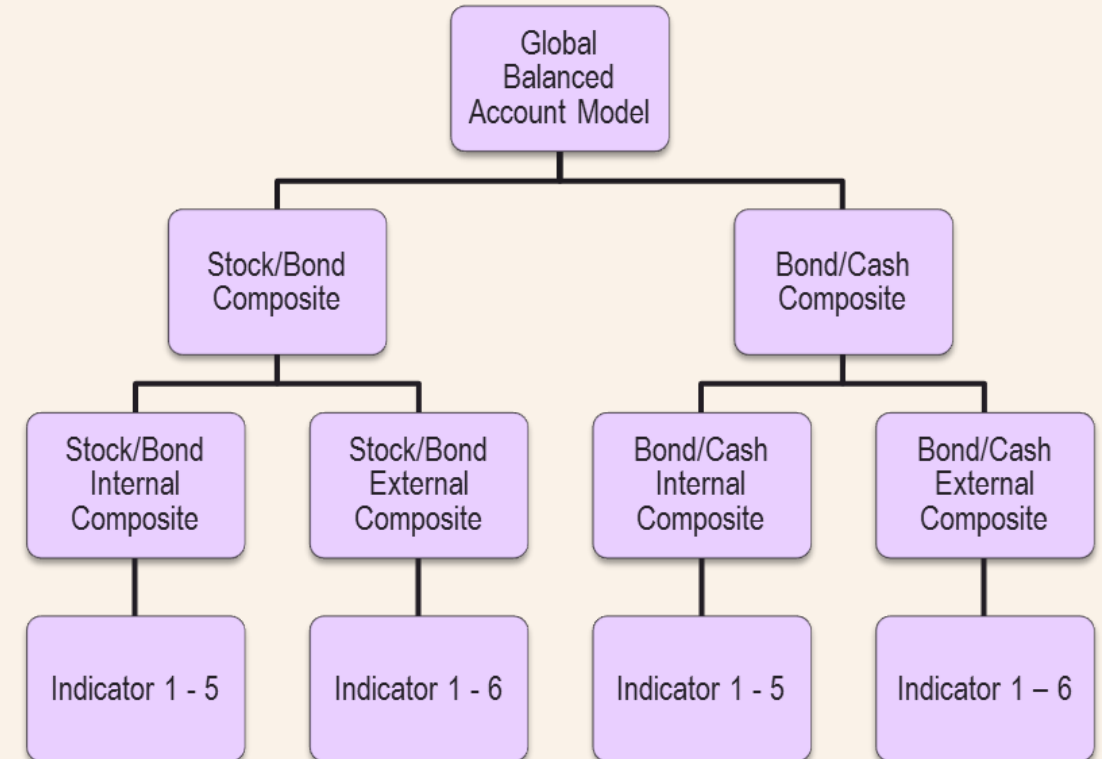 Global
Balanced
Account Model
Stock/Bond
Composite
Bond/Cash
Composite
Stock/Bond
Internal
Composite
Stock/Bond
External
Composite
Bond/Cash
Internal
Composite
Bond/Cash
External
Composite
Indicator 1 - 5
Indicator 1 - 6
Indicator 1 - 5
Indicator 1 – 6